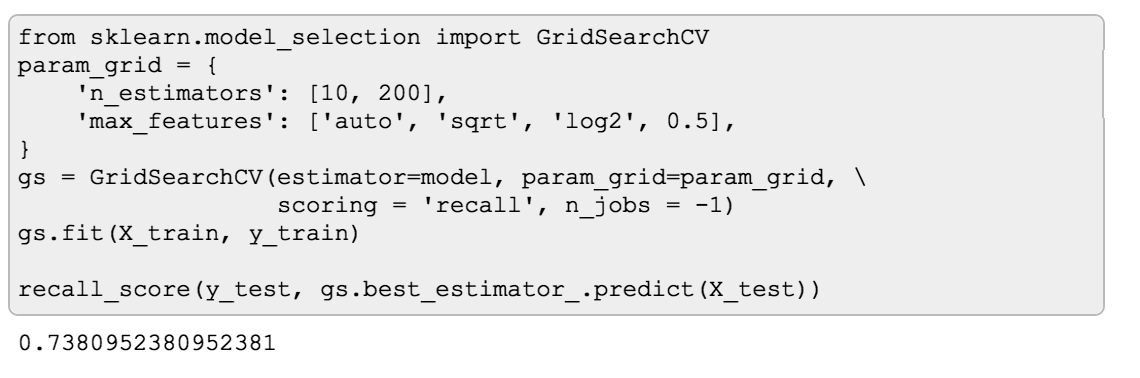 from sklearn.model_selection import GridSearchCV
param_grid = {
    'n_estimators': [10, 200],
    'max_features': ['auto', 'sqrt', 'log2', 0.5],
}
gs = GridSearchCV(estimator=model, param_grid=param_grid, \
                  scoring = 'recall', n_jobs = -1)
gs.fit(X_train, y_train)

recall_score(y_test, gs.best_estimator_.predict(X_test))
0.7380952380952381